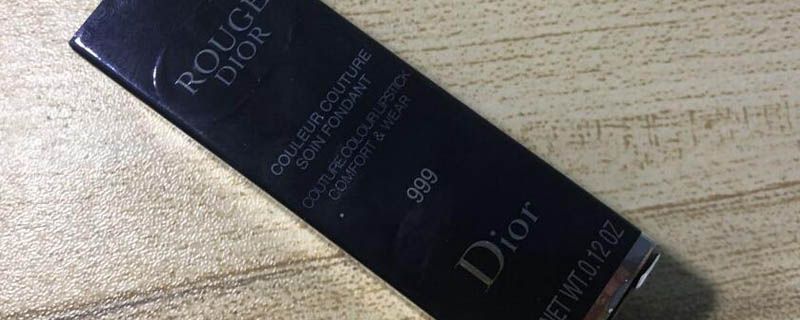 ROUGE
DIOR
COULEUR COUTURE
SOIN FONDANT
COUTURE COLOUR LIPSTICK
COMFORT & WEAR
999
Dior
NET WT. 0.12 OZ